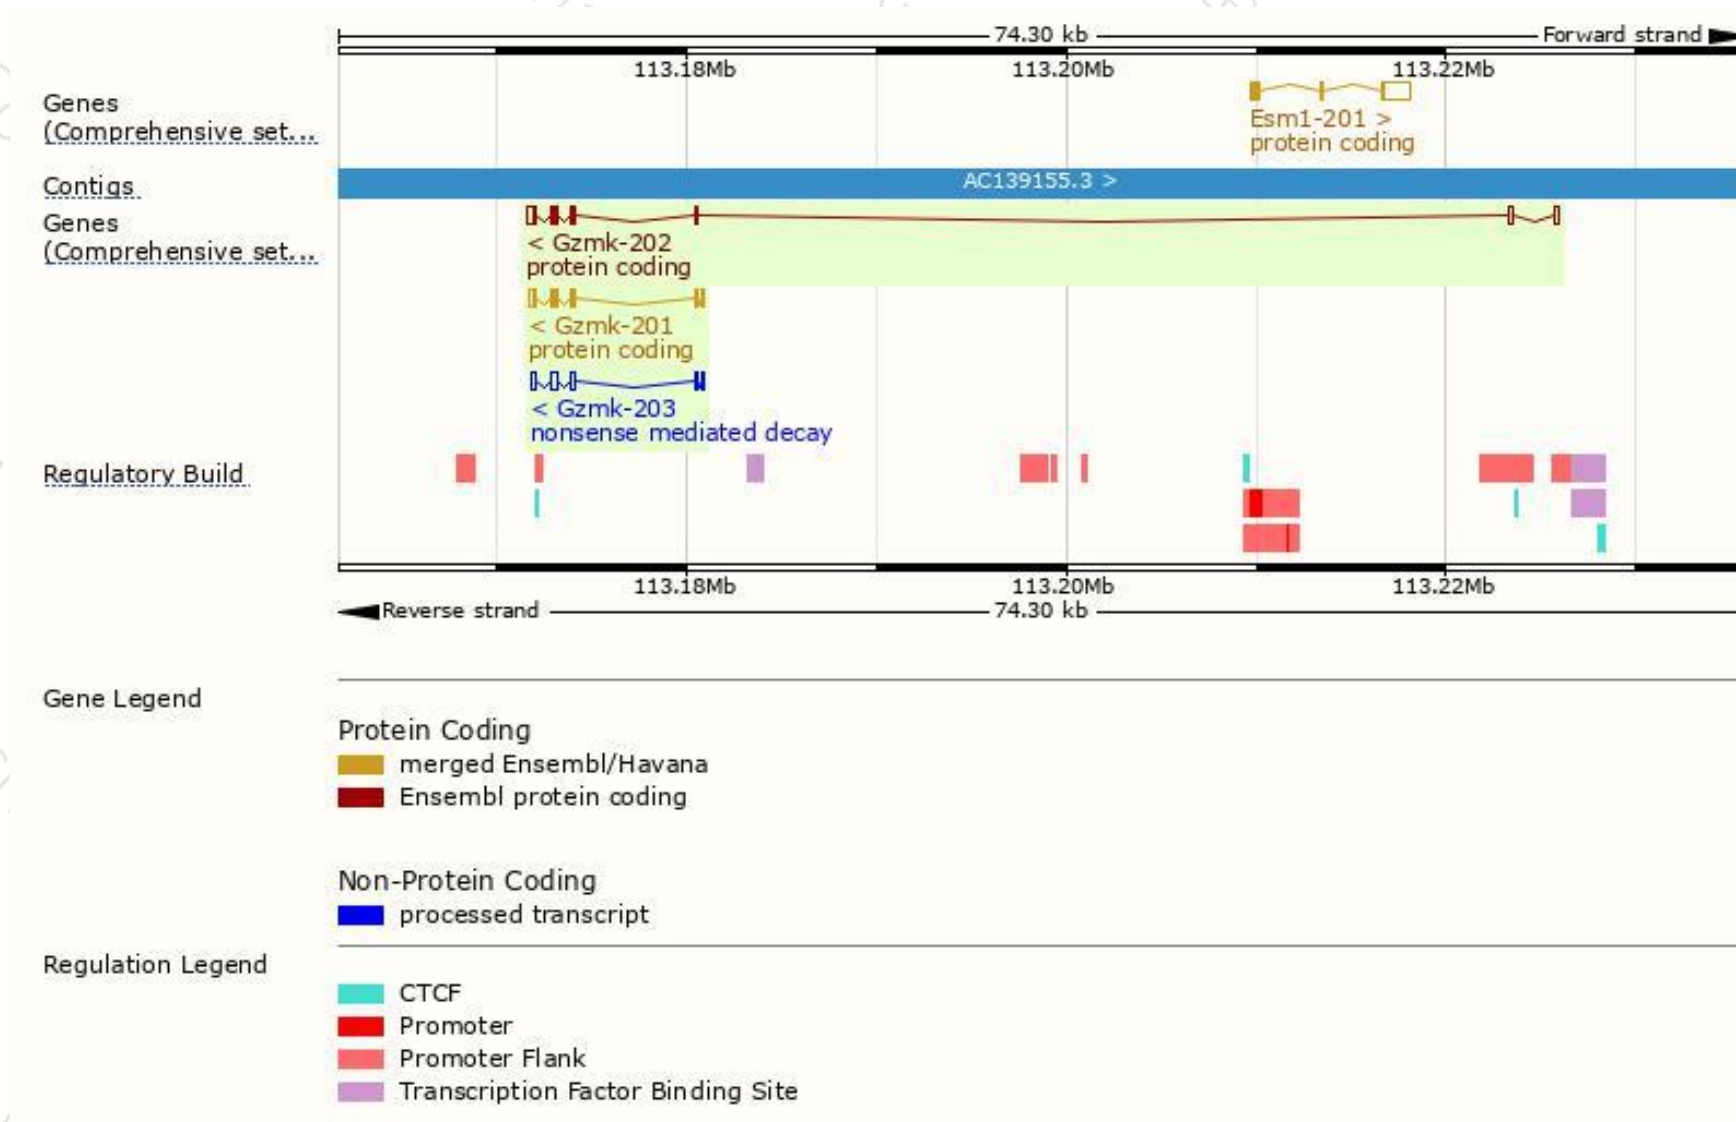 74.30 kb
Forward strand
113.18Mb
113.20Mb
113.22Mb
Genes
(Comprehensive set...
Esm1-201 >
protein coding
Contigs
AC139155.3 >
Genes
(Comprehensive set...
< Gzmk-202
protein coding
< Gzmk-201
protein coding
< Gzmk-203
nonsense mediated decay
Regulatory Build
113.18Mb
113.20Mb
113.22Mb
Reverse strand
74.30 kb
Gene Legend
Protein Coding
merged Ensembl/Havana
Ensembl protein coding
Non-Protein Coding
processed transcript
Regulation Legend
CTCF
Promoter
Promoter Flank
Transcription Factor Binding Site